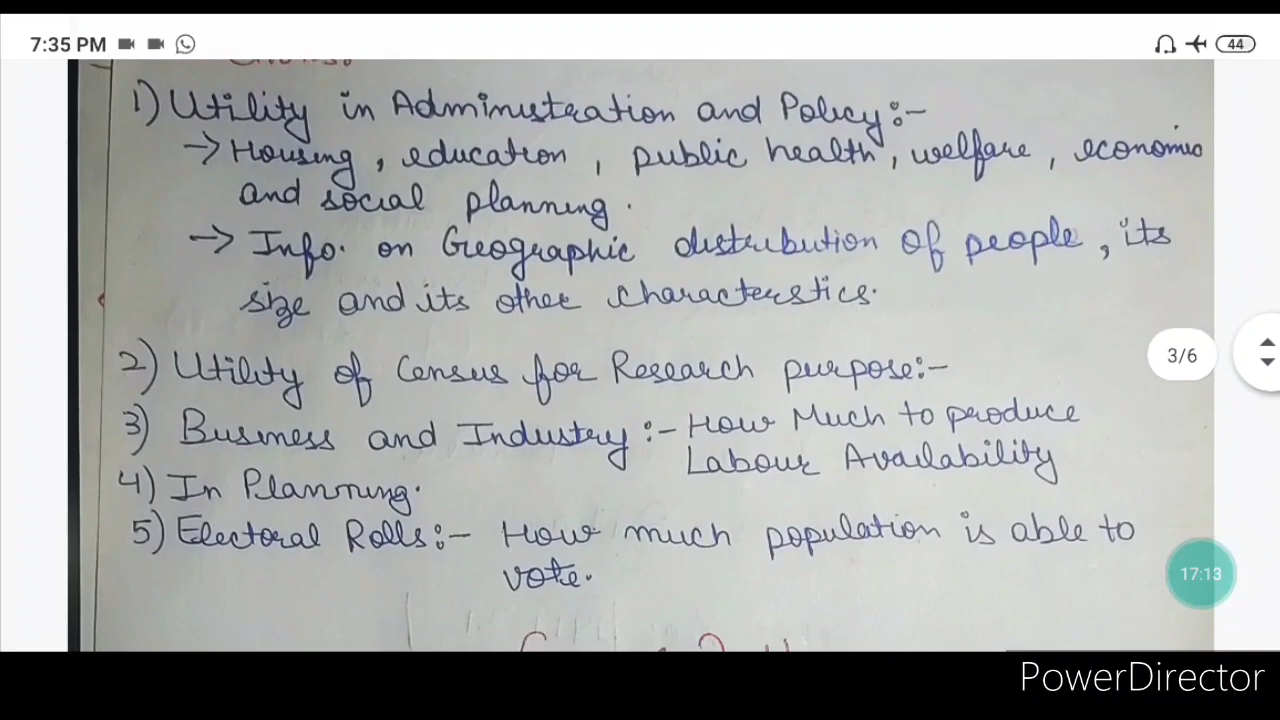 7:35 PM
44
1) Utility in Administration and Policy:-
→ Housing, education, public health, welfare, economic
and social planning.
→ Info. on Geographic distribution of people, its
size and its other characterstics.
3/6
2) Utility of Census for Research purpose:-
3) Business and Industry :- How Much to produce
Labour Availability
4) In Planning.
5) Electoral Rolls:- How much population is able to
vote.
17:13
PowerDirector